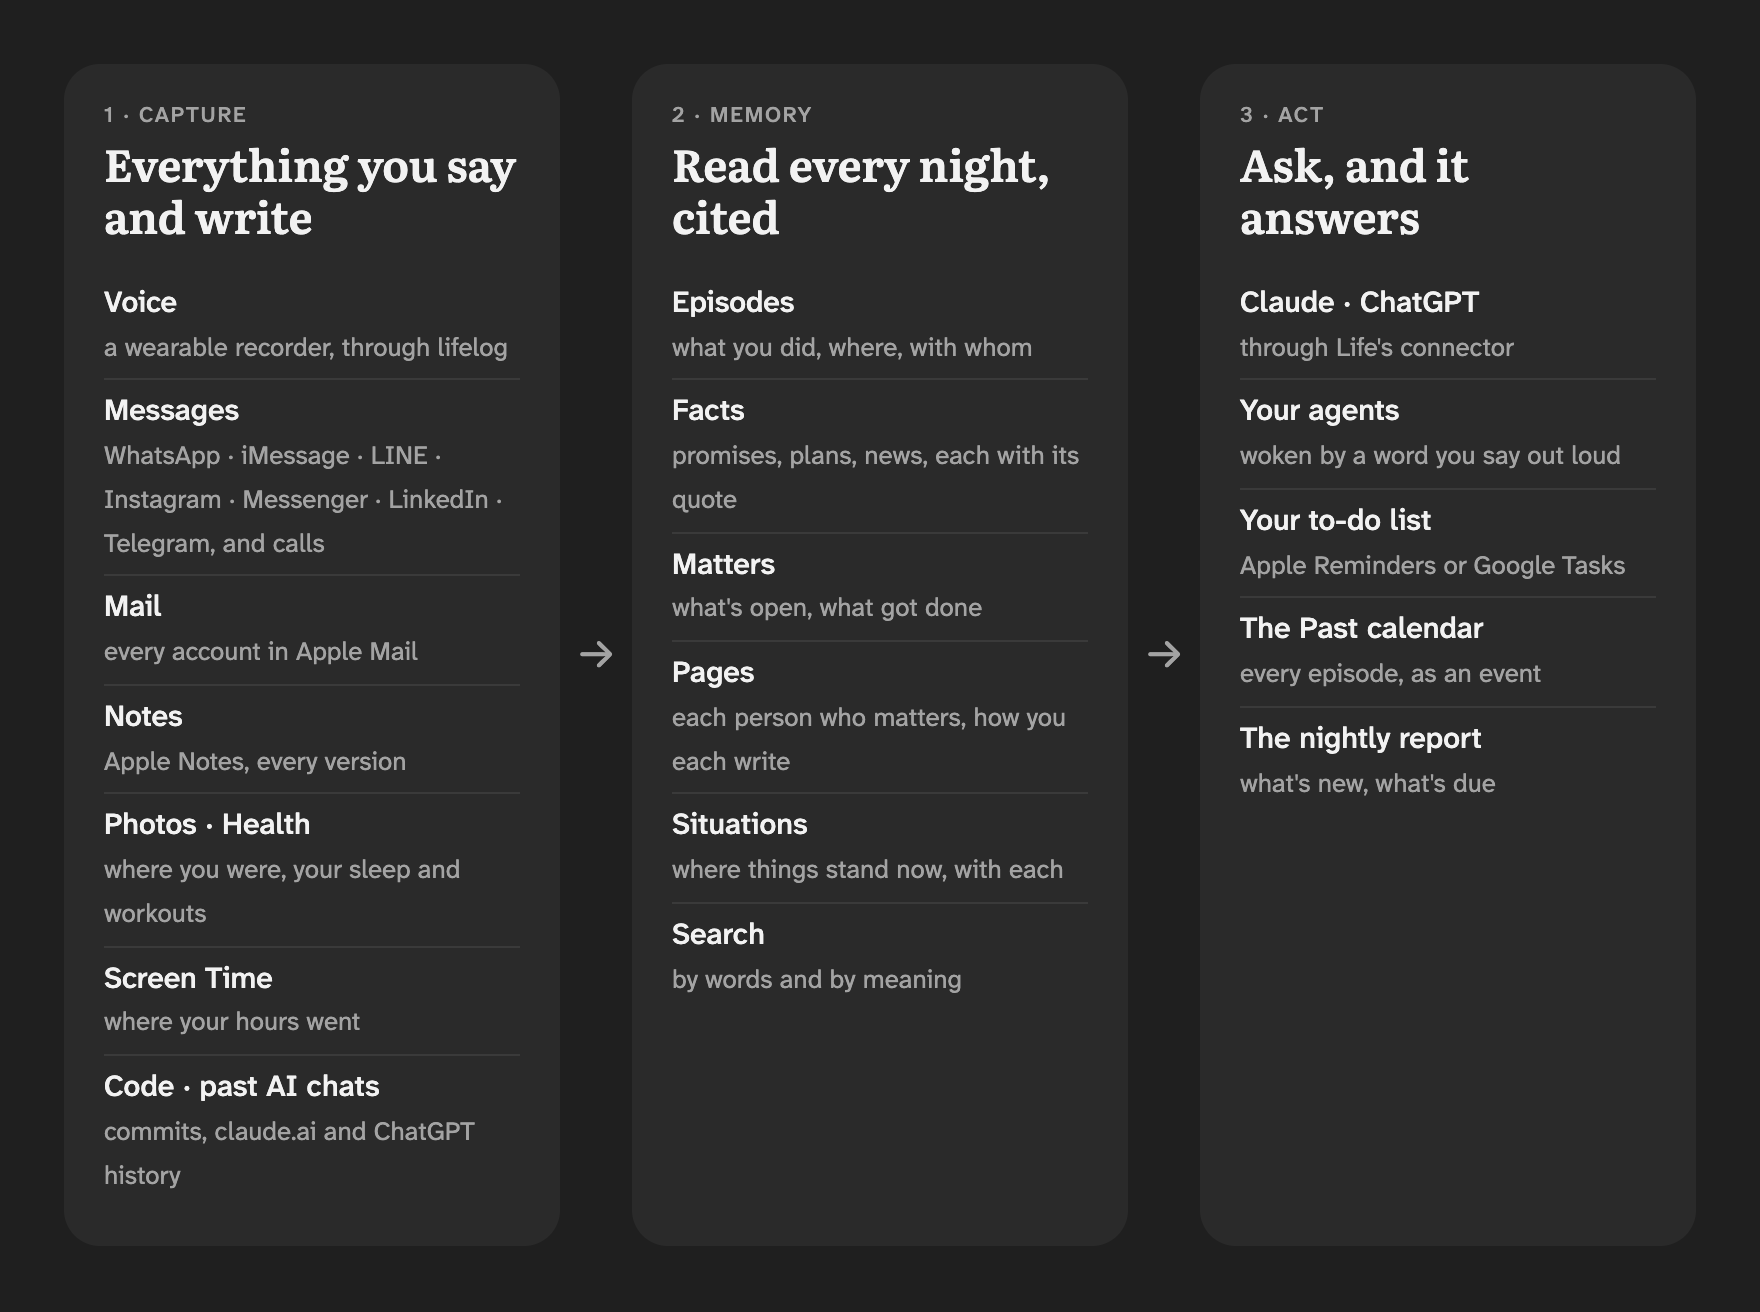 1 · CAPTURE
Everything you say
and write
Voice
a wearable recorder, through lifelog
Messages
WhatsApp · iMessage · LINE ·
Instagram · Messenger · LinkedIn ·
Telegram, and calls
Mail
every account in Apple Mail
Notes
Apple Notes, every version
Photos · Health
where you were, your sleep and
workouts
Screen Time
where your hours went
Code · past AI chats
commits, claude.ai and ChatGPT
history
→
2 · MEMORY
Read every night,
cited
Episodes
what you did, where, with whom
Facts
promises, plans, news, each with its
quote
Matters
what's open, what got done
Pages
each person who matters, how you
each write
Situations
where things stand now, with each
Search
by words and by meaning
→
3 · ACT
Ask, and it
answers
Claude · ChatGPT
through Life's connector
Your agents
woken by a word you say out loud
Your to-do list
Apple Reminders or Google Tasks
The Past calendar
every episode, as an event
The nightly report
what's new, what's due